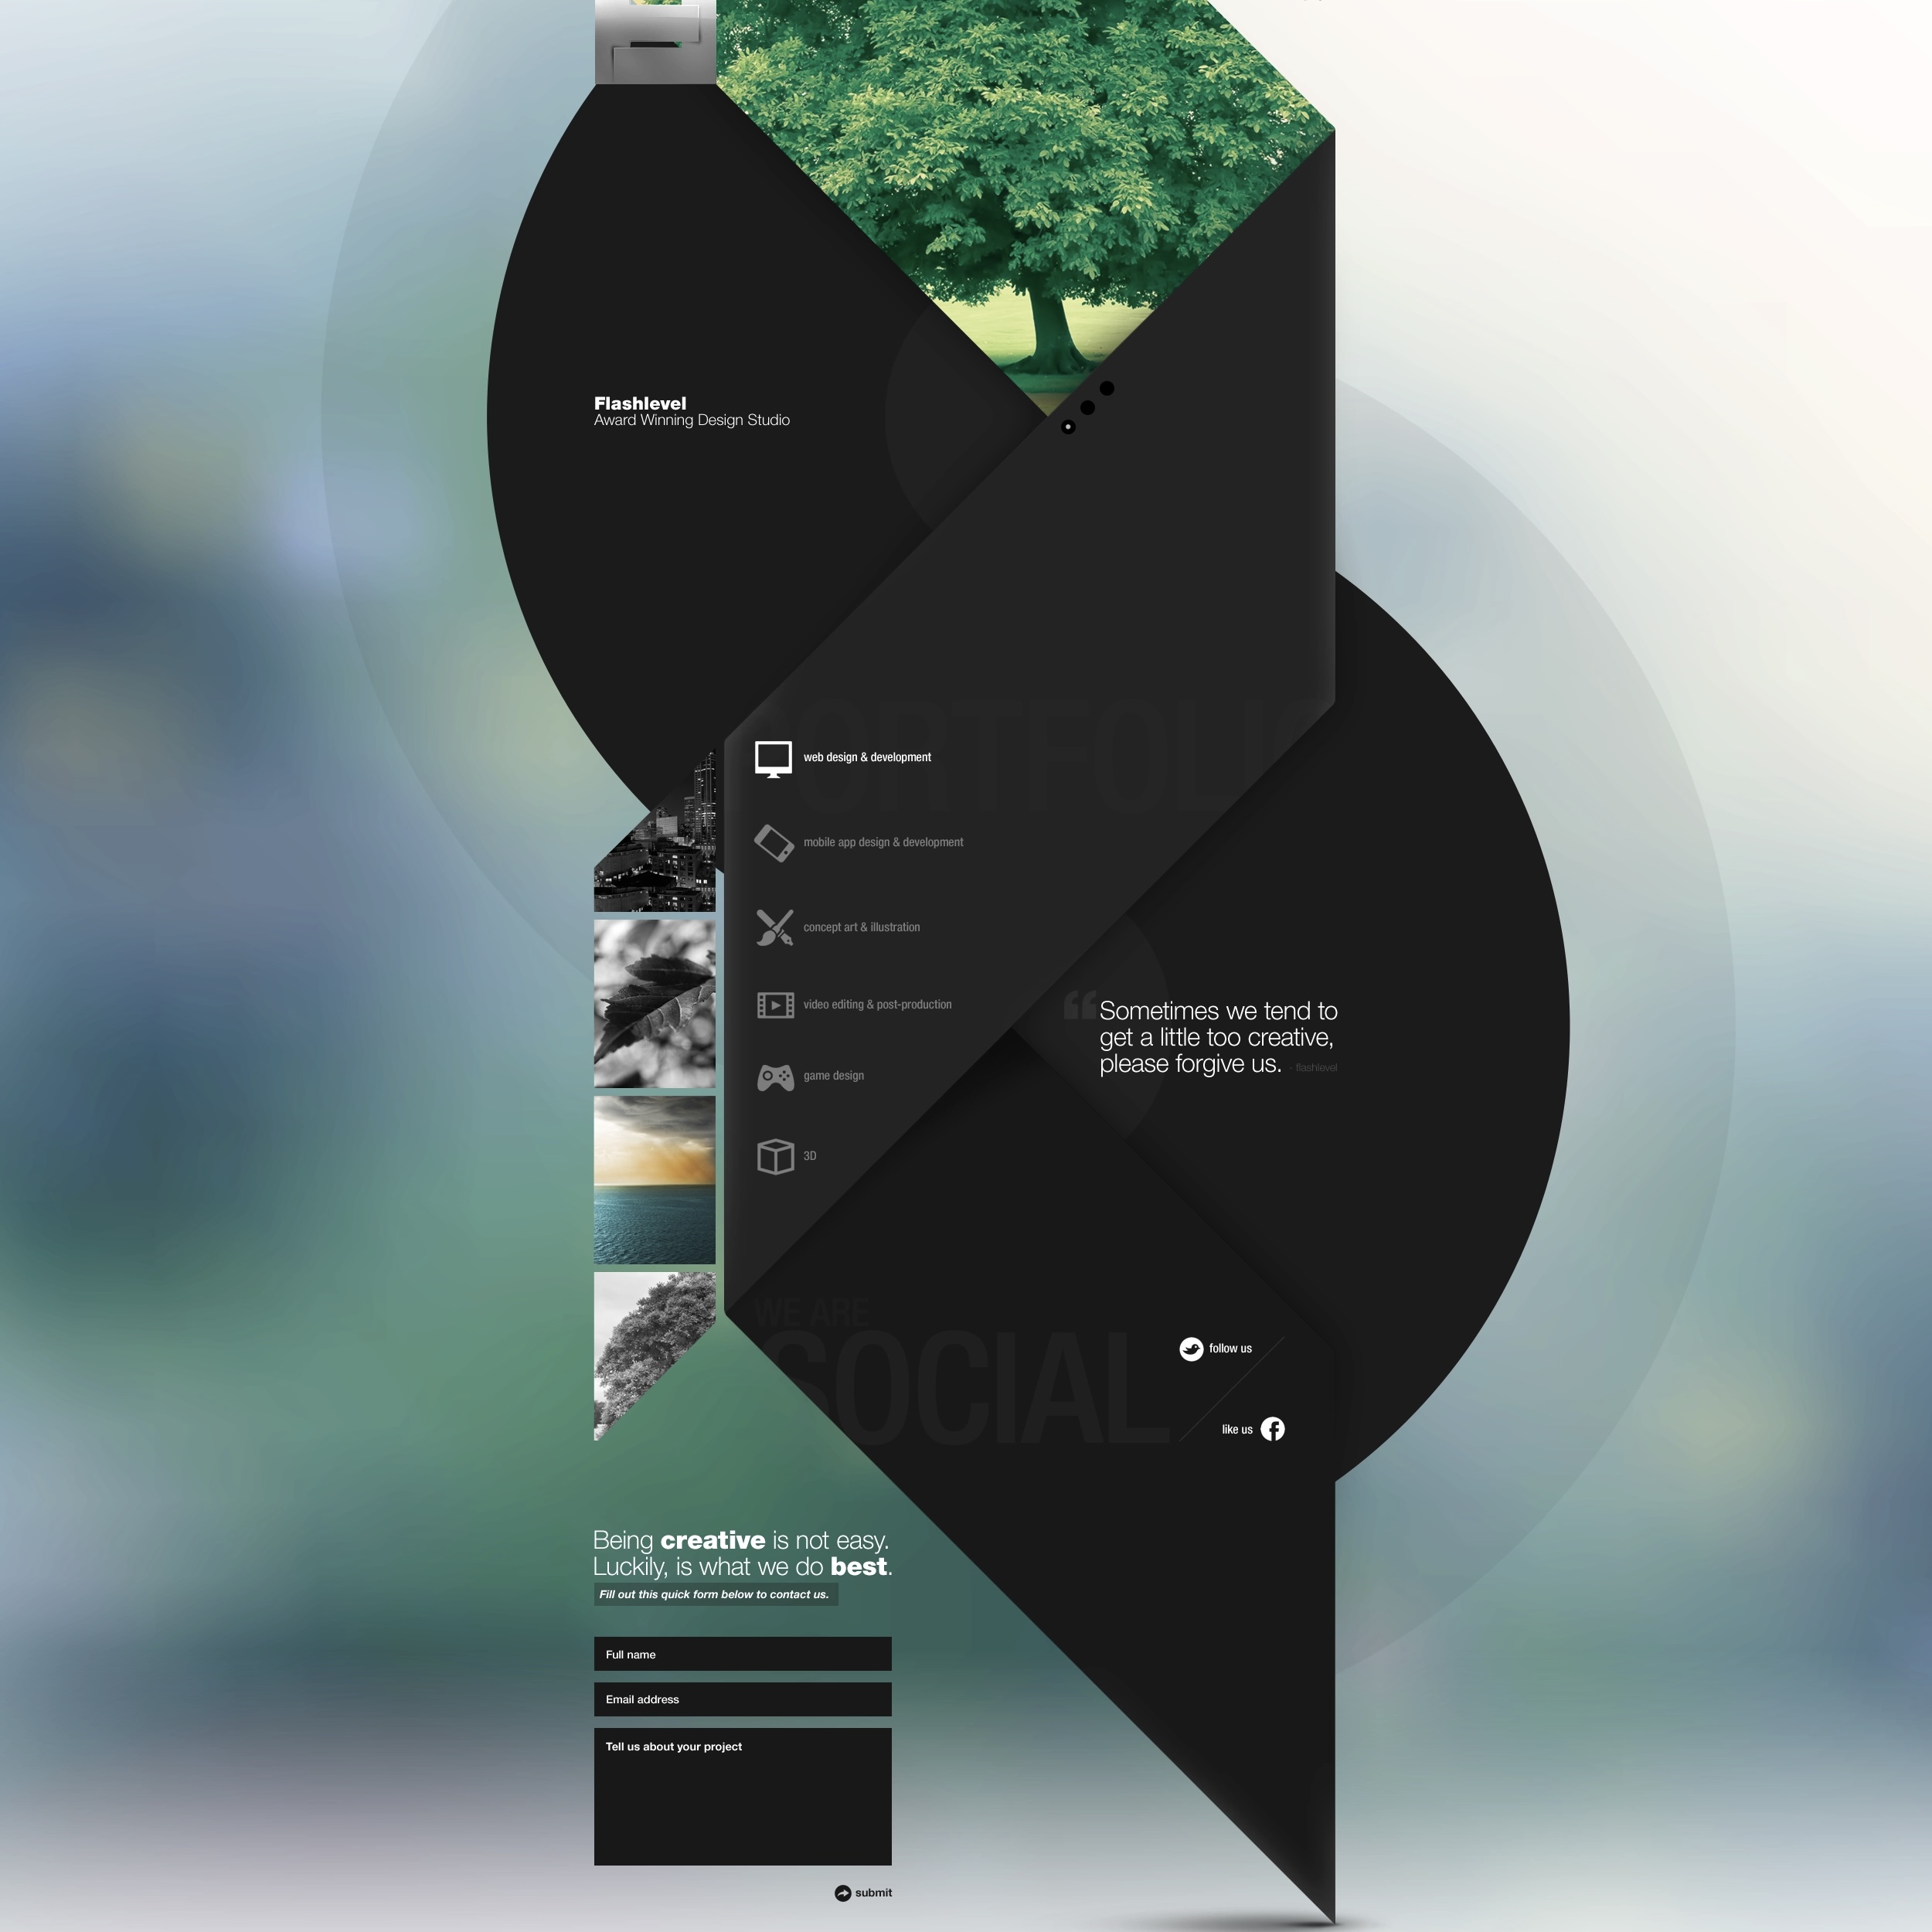 Flashlevel
Award Winning Design Studio
PORTFOLIO
web design & development
mobile app design & development
concept art & illustration
video editing & post-production
game design
3D
“Sometimes we tend to
get a little too creative,
please forgive us. - flashlevel
WE ARE
SOCIAL
follow us
like us
Being creative is not easy.
Luckily, is what we do best.
Fill out this quick form below to contact us.
Full name
Email address
Tell us about your project
submit